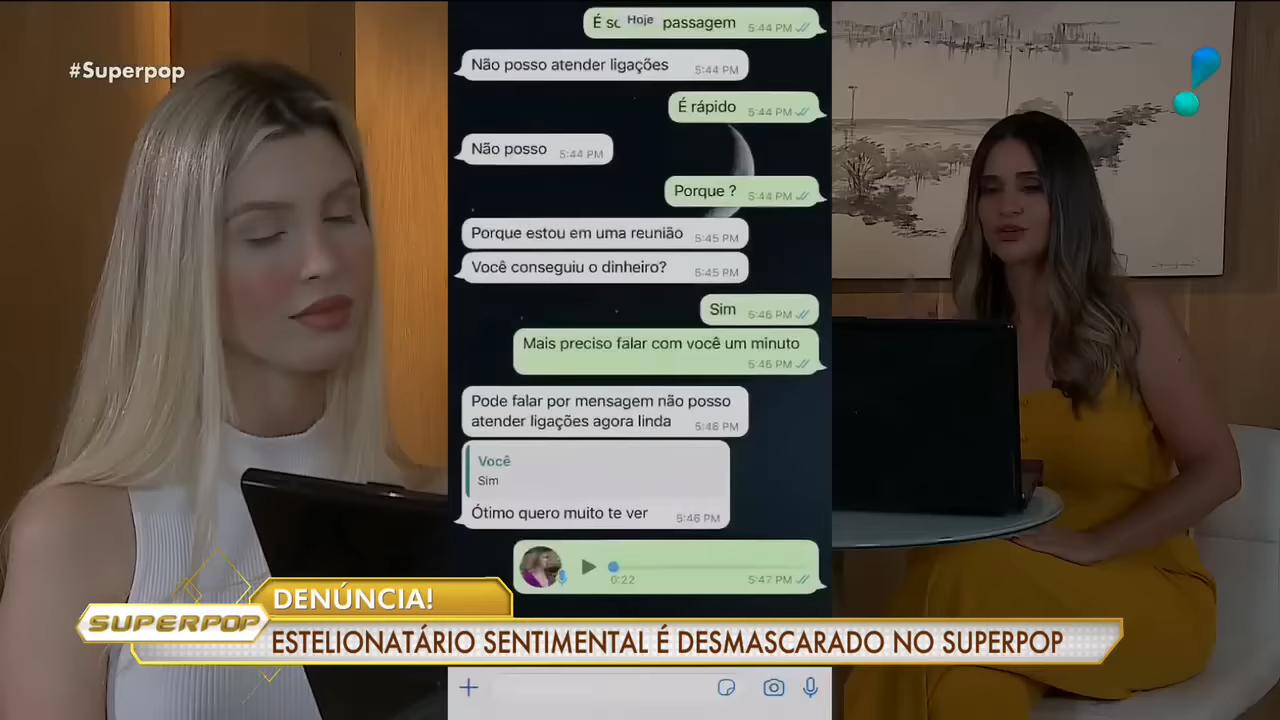 #Superpop
É so Hoje passagem 5:44 PM
Não posso atender ligações 5:44 PM
É rápido 5:44 PM
Não posso 5:44 PM
Porque ? 5:44 PM
Porque estou em uma reunião 5:45 PM
Você conseguiu o dinheiro? 5:45 PM
Sim 5:46 PM
Mais preciso falar com você um minuto
5:46 PM
Pode falar por mensagem não posso
atender ligações agora linda 5:46 PM
Você
Sim
Ótimo quero muito te ver 5:46 PM
0:22 5:47 PM
DENÚNCIA!
SUPERPOP
ESTELIONATÁRIO SENTIMENTAL É DESMASCARADO NO SUPERPOP